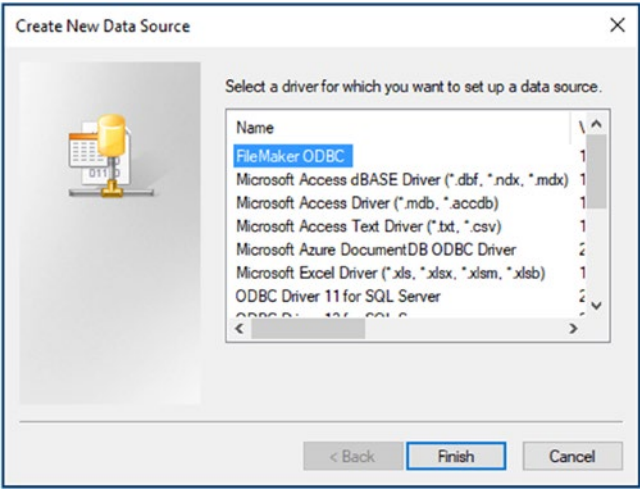 Create New Data Source
Select a driver for which you want to set up a data source.
Name
FileMaker ODBC
Microsoft Access dBASE Driver (*.dbf, *.ndx, *.mdx)
Microsoft Access Driver (*.mdb, *.accdb)
Microsoft Access Text Driver (*.txt, *.csv)
Microsoft Azure DocumentDB ODBC Driver
Microsoft Excel Driver (*.xls, *.xlsx, *.xlsm, *.xlsb)
ODBC Driver 11 for SQL Server
< Back
Finish
Cancel